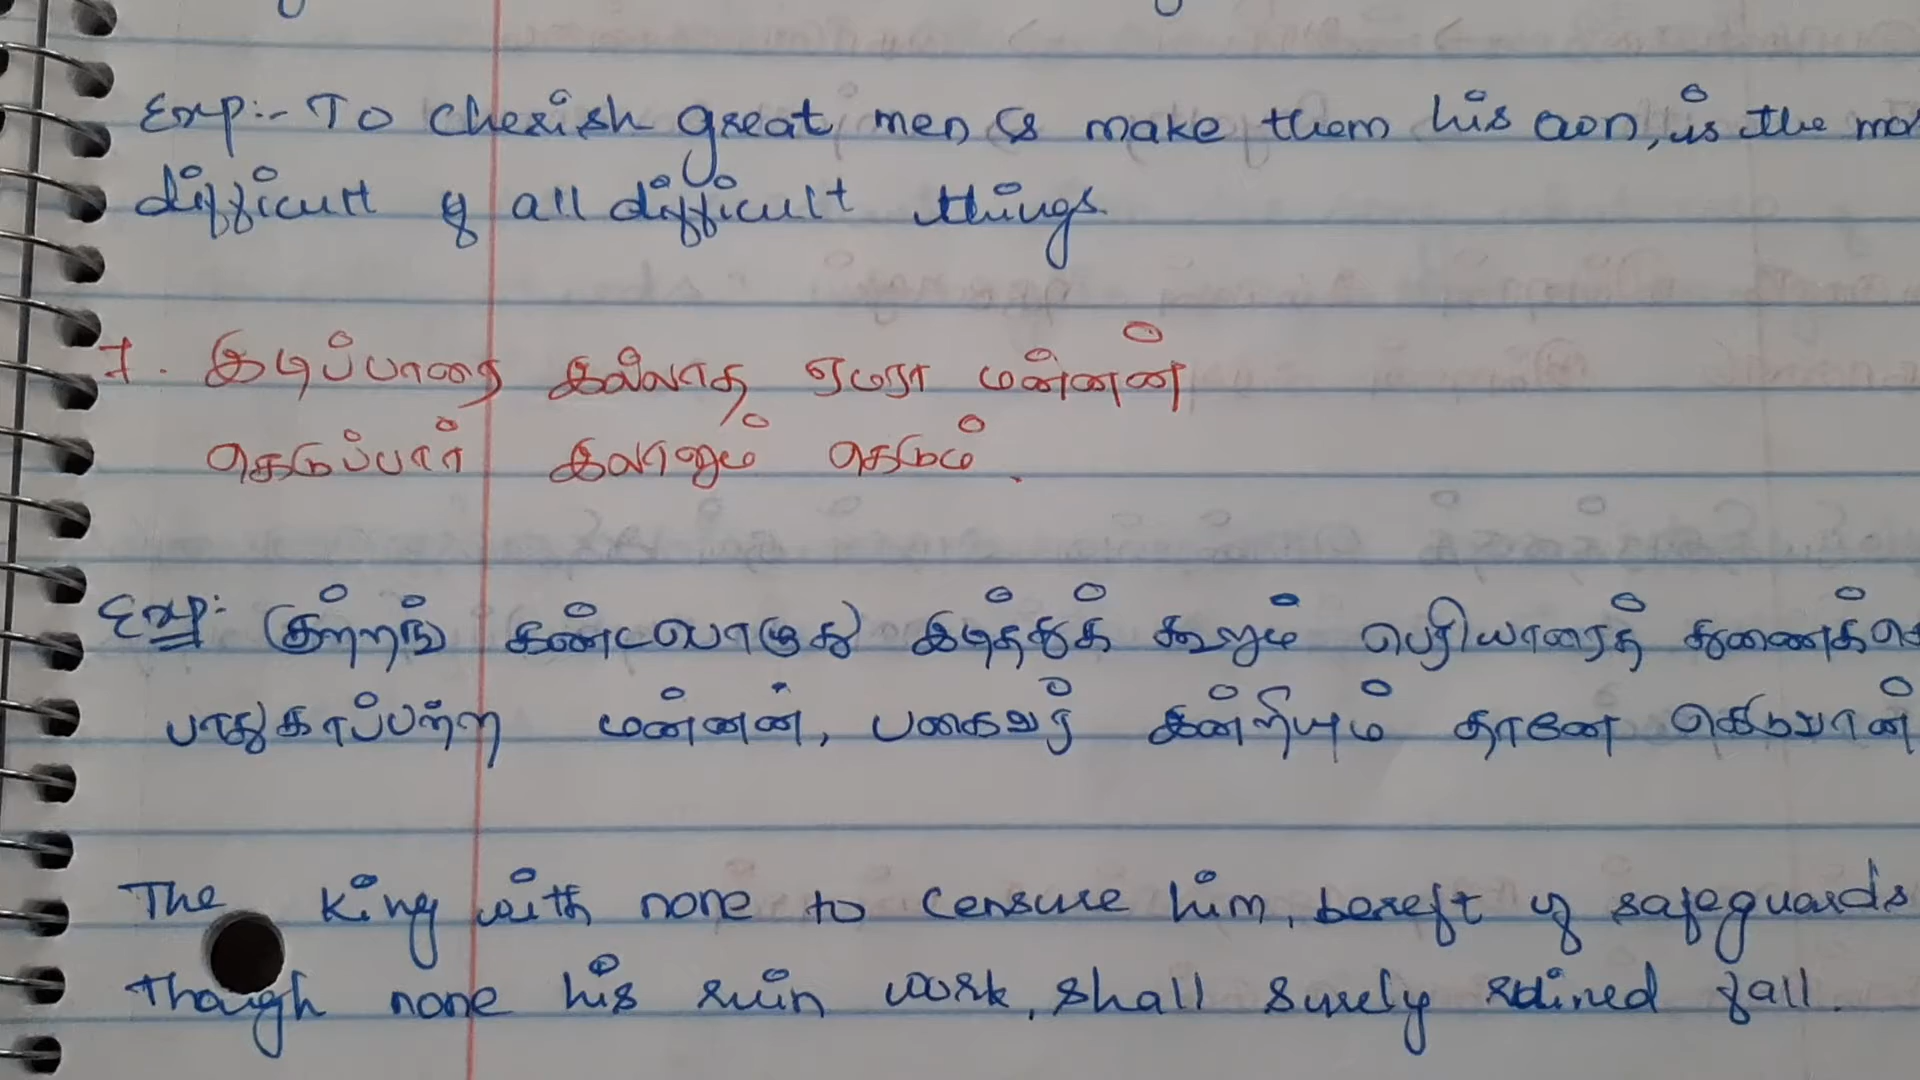 Exp:- To cherish great men & make them his own, is the mos
difficult of all difficult things.
7. இடிப்பாரை இல்லாத ஏமரா மன்னன்
கெடுப்பார் இலானும் கெடும்.
Exp: குற்றங் கண்டபொழுது இடித்துக் கூறும் பெரியாரைத் துணைக்கொ
பாதுகாப்பற்ற மன்னன், பகைவர் இன்றியும் தானே கெடுவான்
The King with none to censure him, bereft of safeguards
Though none his ruin work, shall surely ruined fall.